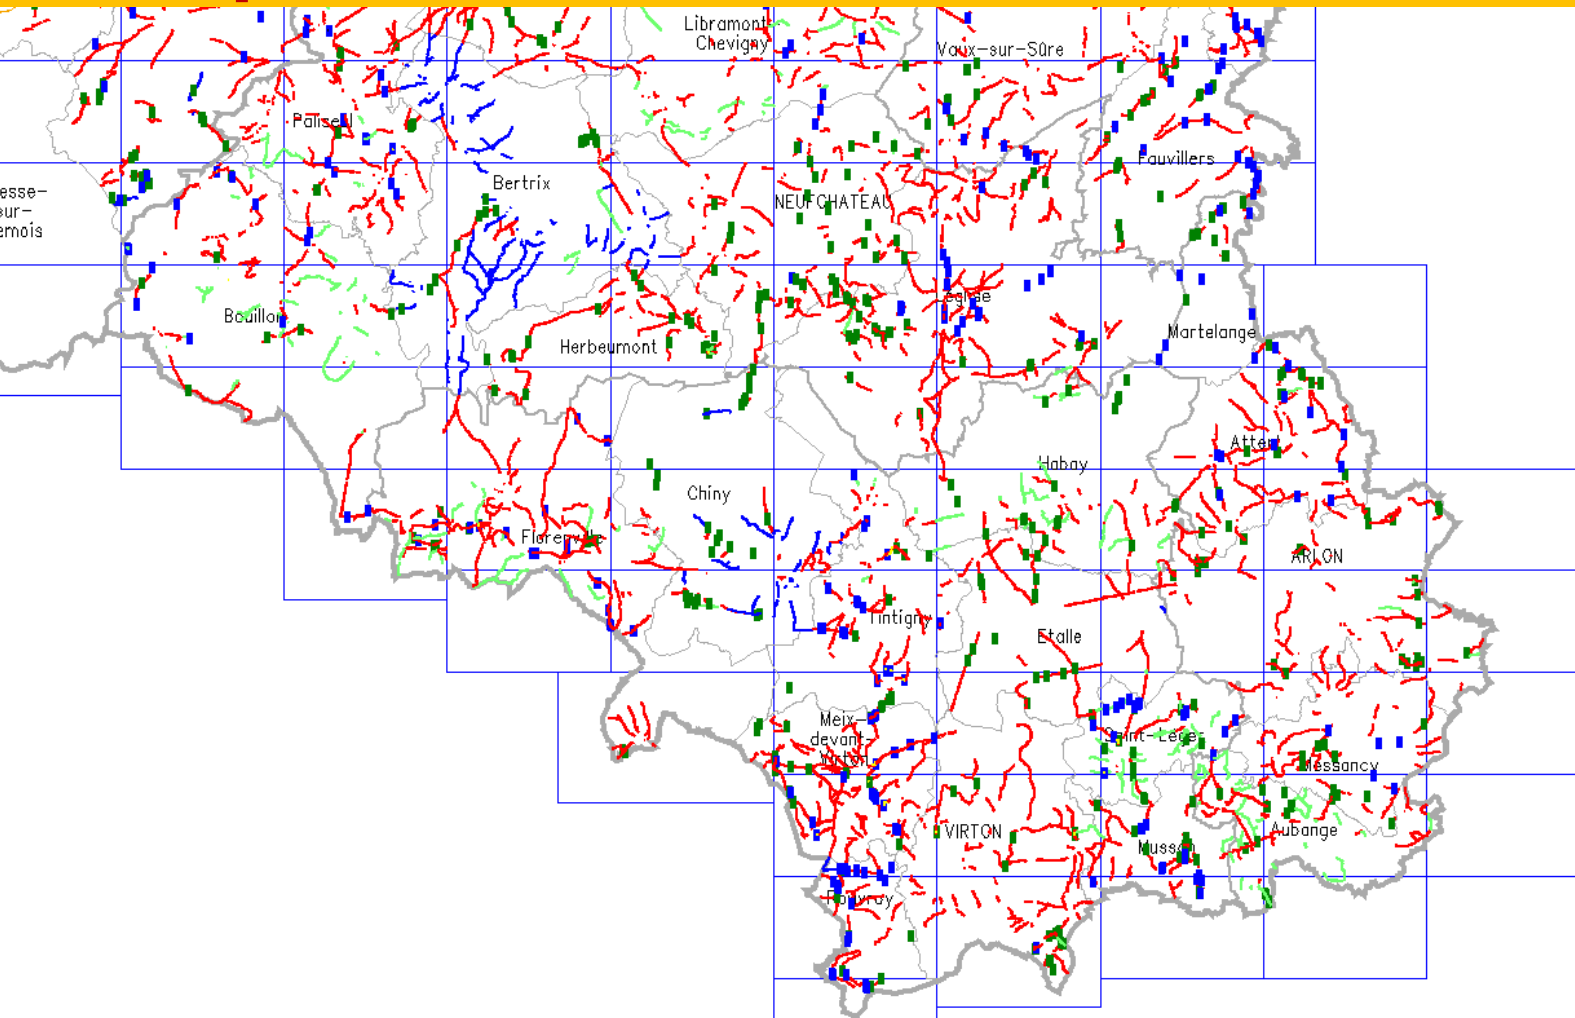 Libramont-
Chevigny
Vaux-sur-Sûre
Paliseul
Fauvillers
Bertrix
esse-
sur-
emois
NEUFCHATEAU
Léglise
Bouillon
Martelange
Herbeumont
Attert
Habay
Chiny
Florenville
ARLON
Tintigny
Etalle
Meix-
devant-
Virton
Saint-Léger
Messancy
VIRTON
Aubange
Musson
Rouvroy